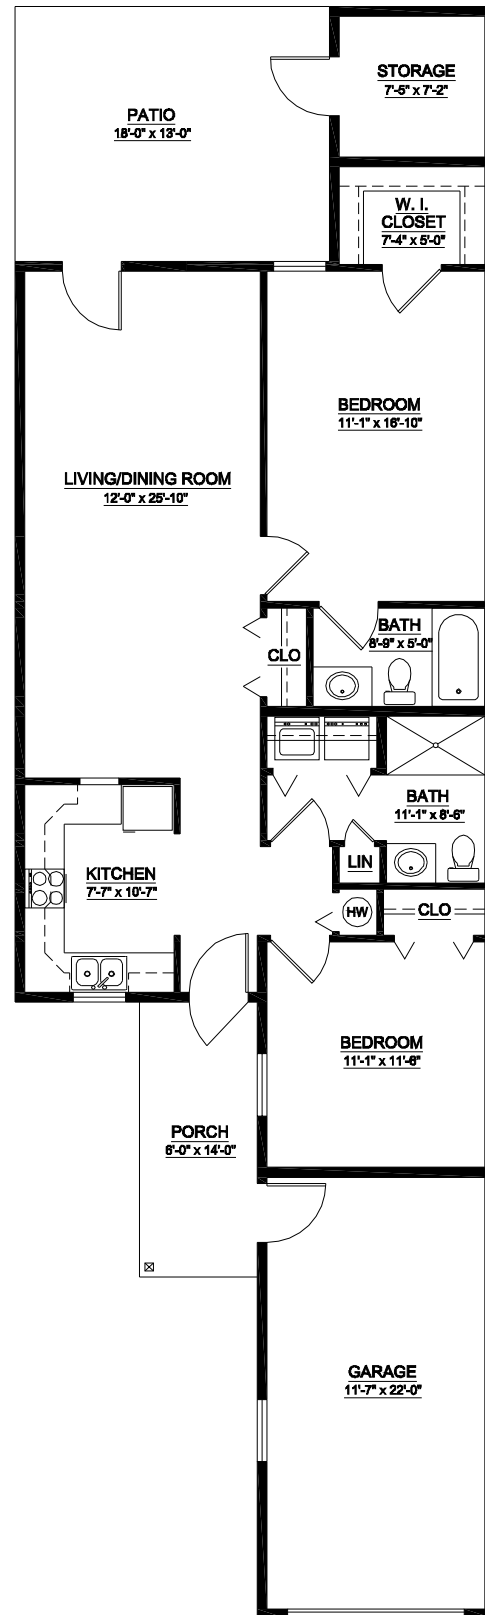 STORAGE
7'-5" x 7'-2"
PATIO
18'-0" x 13'-0"
W. I.
CLOSET
7'-4" x 5'-0"
BEDROOM
11'-1" x 16'-10"
LIVING/DINING ROOM
12'-0" x 25'-10"
BATH
8'-9" x 5'-0"
CLO
BATH
11'-1" x 8'-6"
LIN
KITCHEN
7'-7" x 10'-7"
HW
CLO
BEDROOM
11'-1" x 11'-6"
PORCH
6'-0" x 14'-0"
GARAGE
11'-7" x 22'-0"